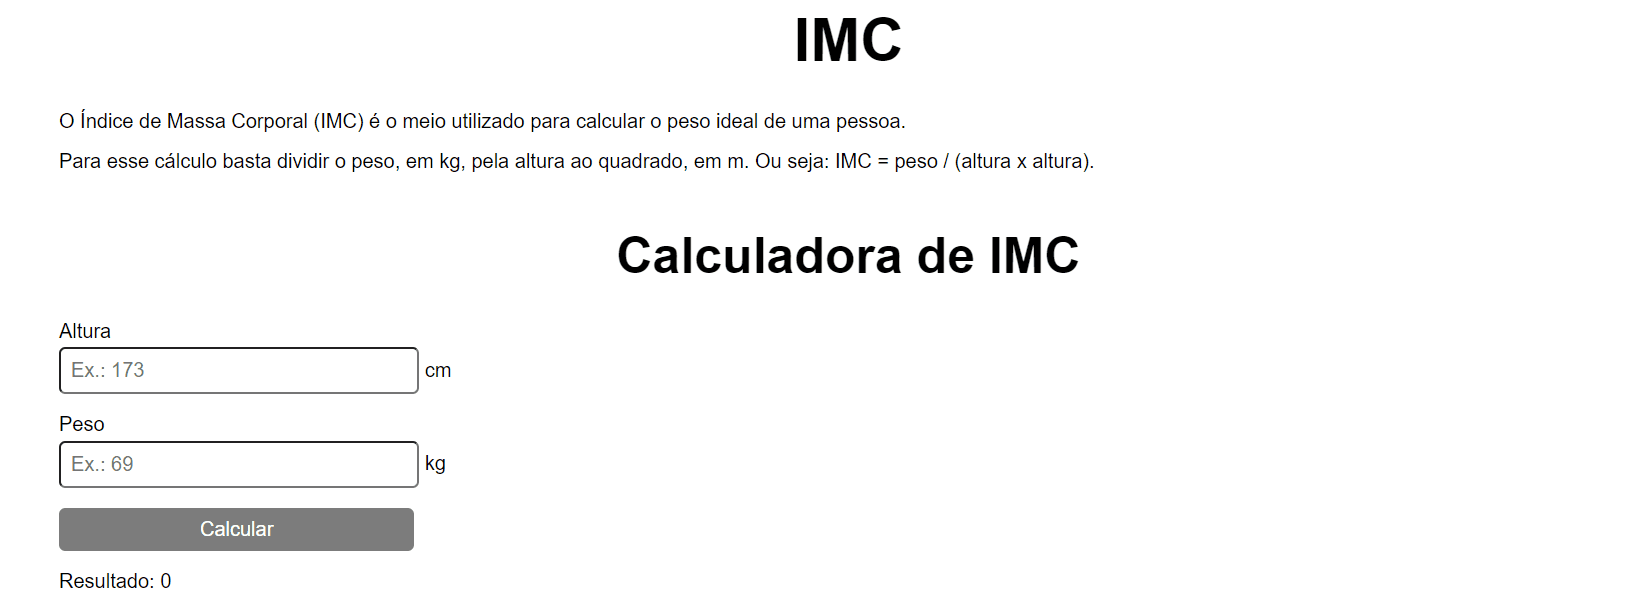 IMC
O Índice de Massa Corporal (IMC) é o meio utilizado para calcular o peso ideal de uma pessoa.
Para esse cálculo basta dividir o peso, em kg, pela altura ao quadrado, em m. Ou seja: IMC = peso / (altura x altura).
Calculadora de IMC
Altura
Ex.: 173 cm
Peso
Ex.: 69 kg
Calcular
Resultado: 0